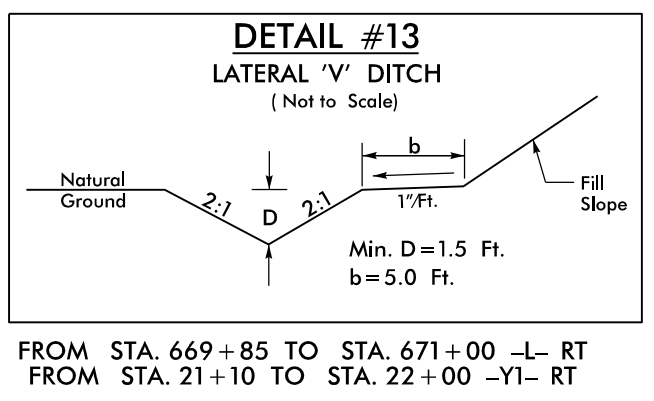 DETAIL #13
LATERAL 'V' DITCH
( Not to Scale)
b
Natural
Ground
2:1
D
2:1
1"/Ft.
Fill
Slope
Min. D=1.5 Ft.
b=5.0 Ft.
FROM STA. 669+85 TO STA. 671+00 -L- RT
FROM STA. 21+10 TO STA. 22+00 -Y1- RT